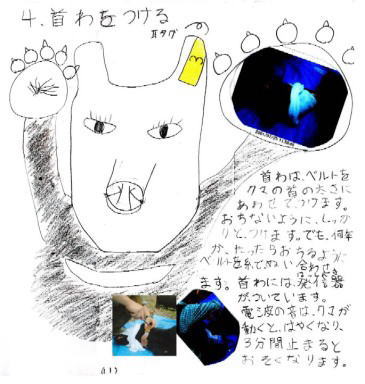 4.首わをつける
耳タグ
首わは、ベルトを
クマの首の太さに
あわせて、つけます。
おちないように、しっか
りと、つけます。でも、何年
か、たったらおちるように
ベルトを糸でぬい合わせ
ます。首わには、発信器
がついています。
電波の音は、クマが
動くと、はやくなり、
3分間止まると
おそくなります。
(11)